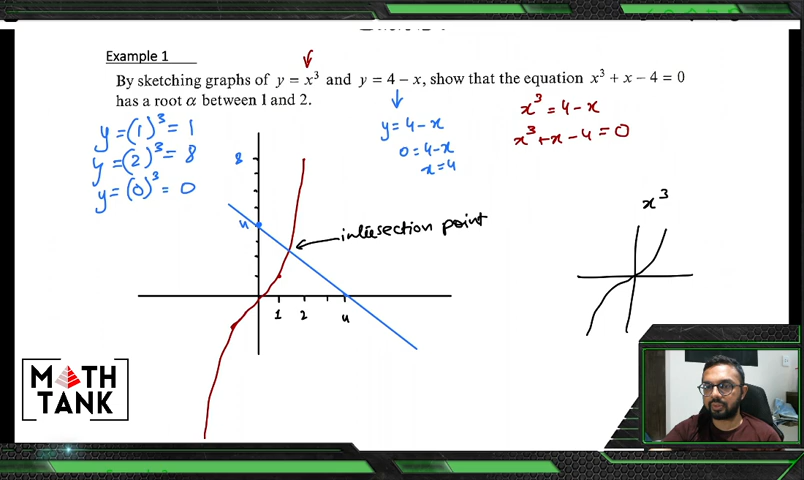 Example 1
By sketching graphs of y = x³ and y = 4 − x, show that the equation x³ + x − 4 = 0
has a root α between 1 and 2.
y = (1)³ = 1
y = (2)³ = 8
y = (0)³ = 0
y = 4 − x
0 = 4 − x
x = 4
x³ = 4 − x
x³ + x − 4 = 0
8
4
intersection point
1 2 4
x³
MATH
TANK